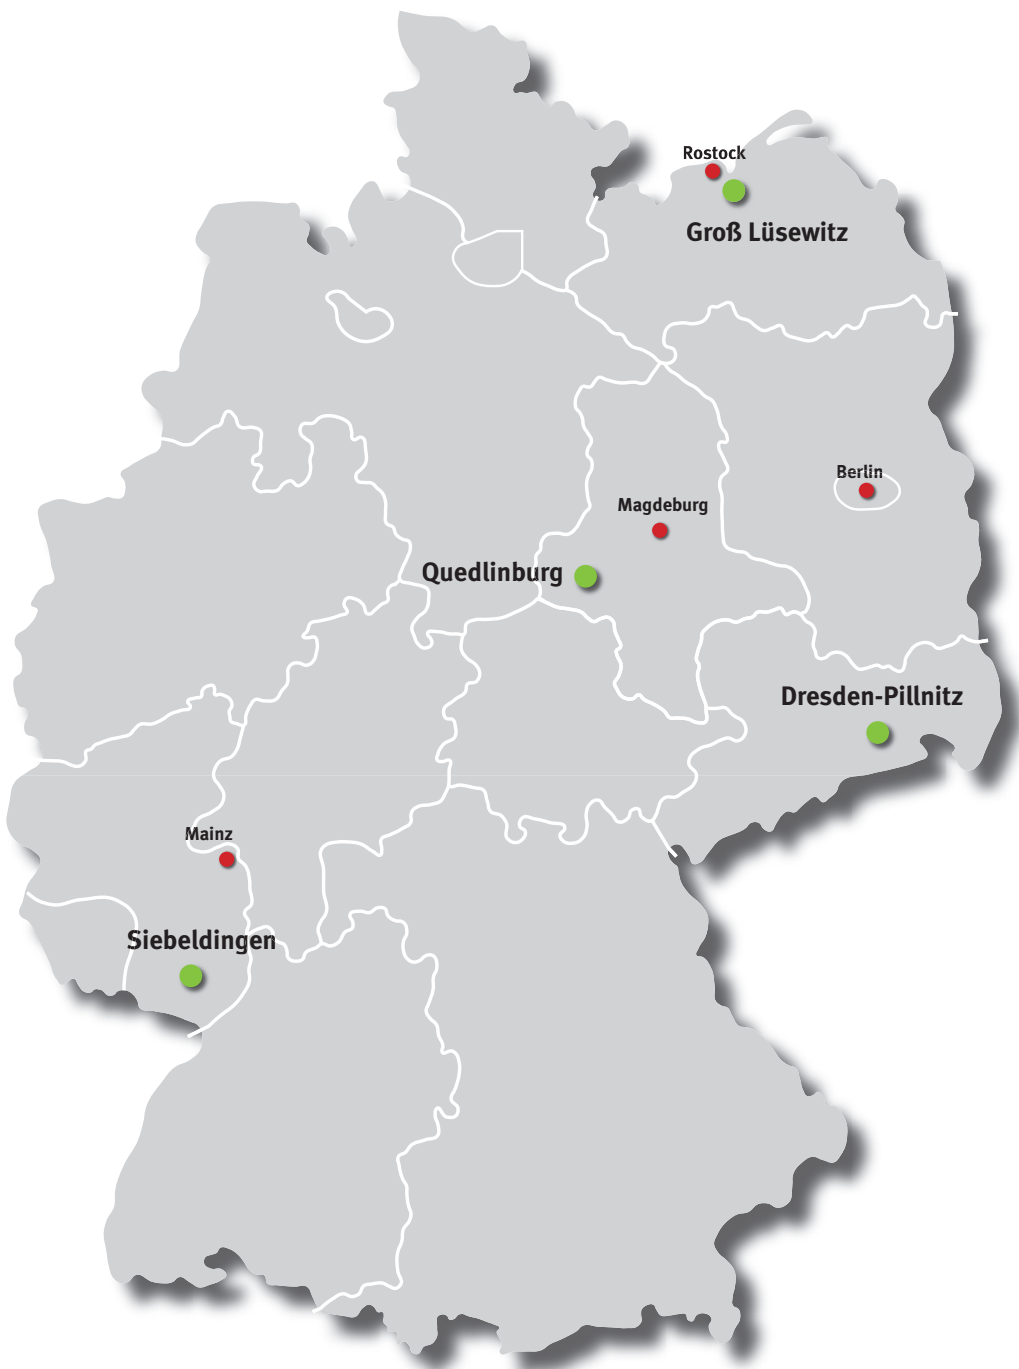 Rostock
Groß Lüsewitz
Berlin
Magdeburg
Quedlinburg
Dresden-Pillnitz
Mainz
Siebeldingen